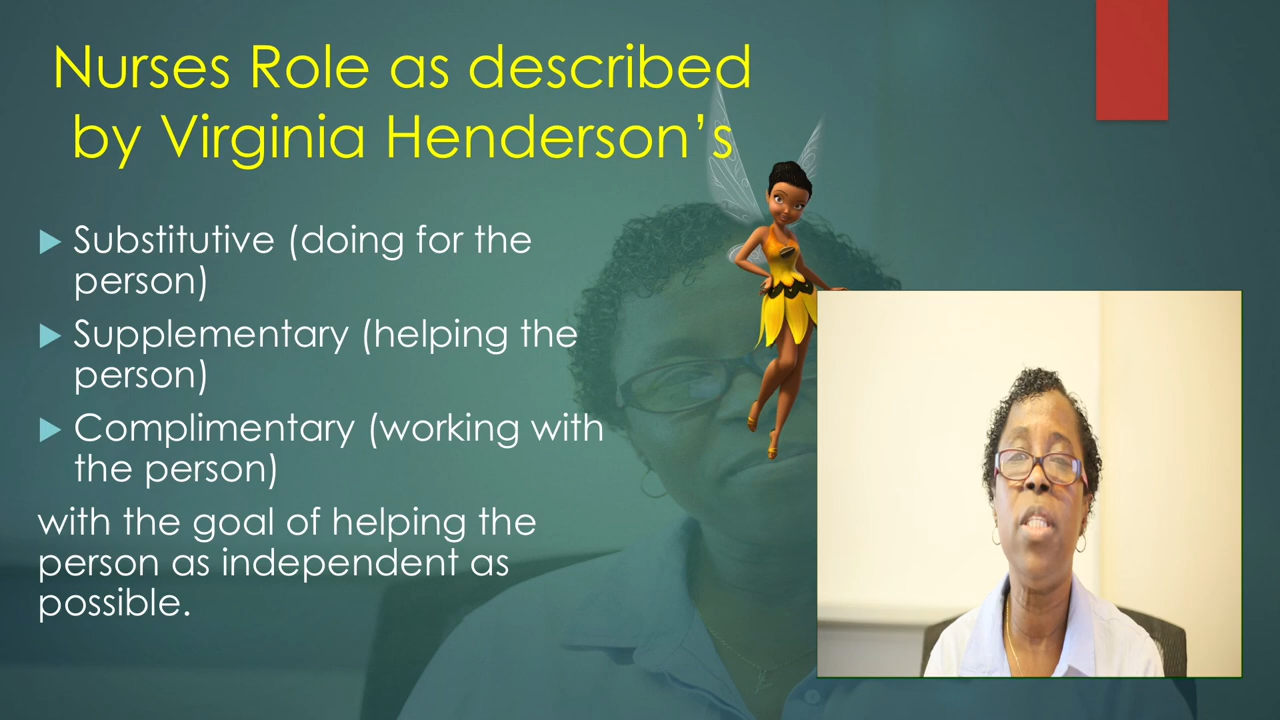 Nurses Role as described
by Virginia Henderson's
Substitutive (doing for the
person)
Supplementary (helping the
person)
Complimentary (working with
the person)
with the goal of helping the
person as independent as
possible.